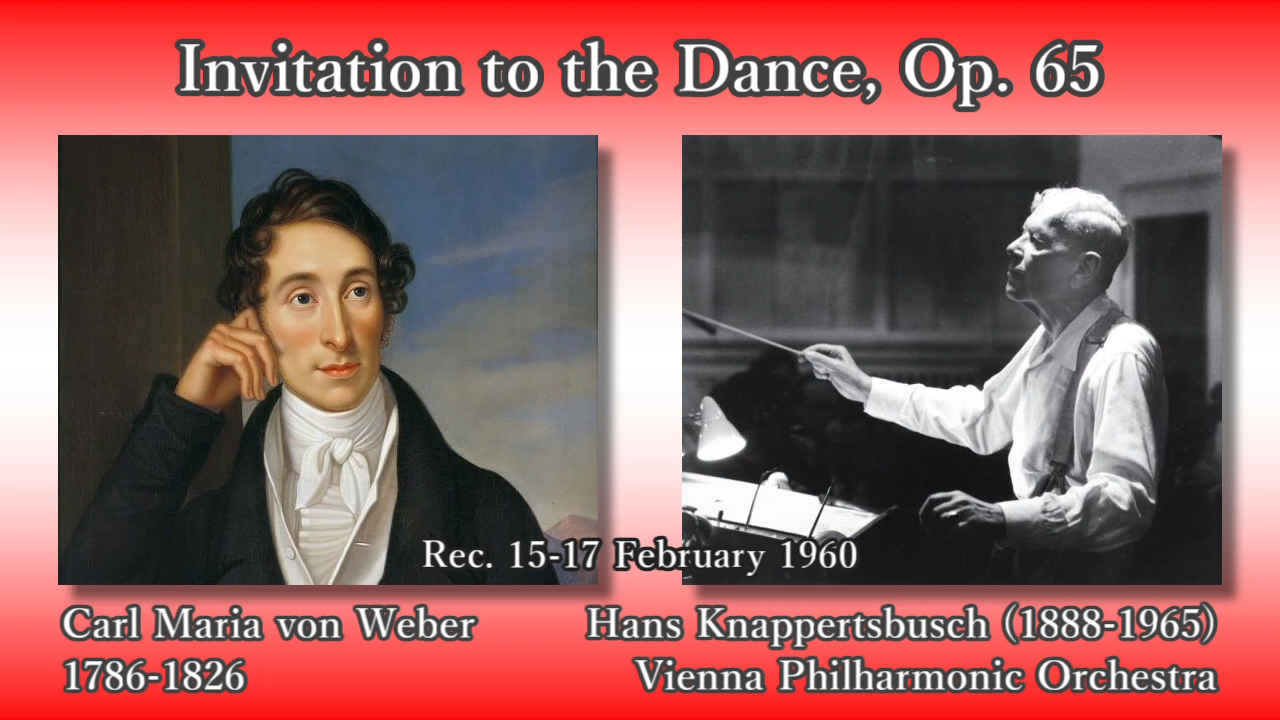 Invitation to the Dance, Op. 65
Rec. 15-17 February 1960
Carl Maria von Weber
1786-1826
Hans Knappertsbusch (1888-1965)
Vienna Philharmonic Orchestra